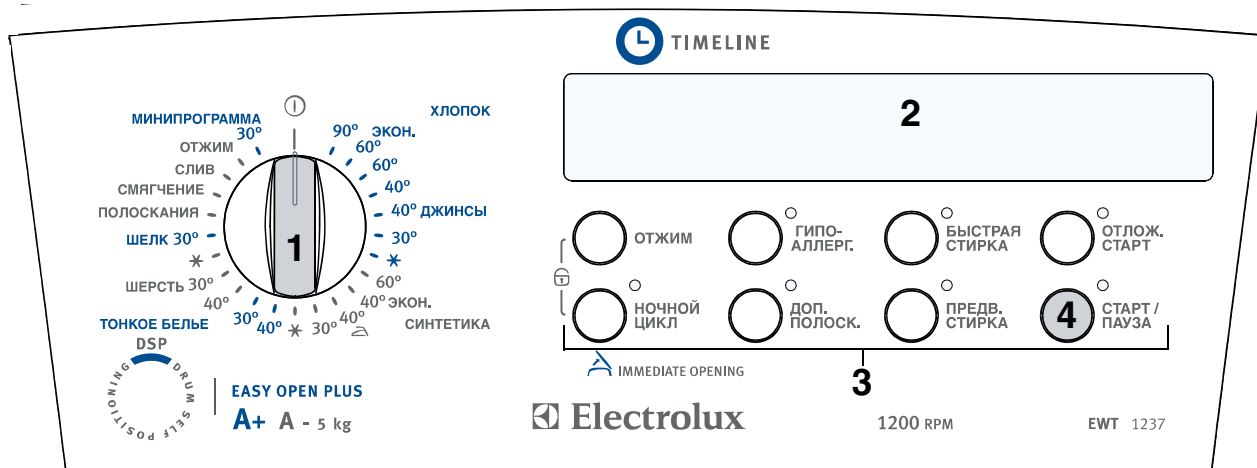 TIMELINE
МИНИПРОГРАММА 30°
ОТЖИМ
СЛИВ
СМЯГЧЕНИЕ
ПОЛОСКАНИЯ
ШЕЛК 30°
ШЕРСТЬ 30°
40°
ТОНКОЕ БЕЛЬЕ 30°
40°
1
ХЛОПОК
90° ЭКОН.
60°
60°
40°
40° ДЖИНСЫ
30°
60°
40° ЭКОН.
40°
30°
СИНТЕТИКА
2
ОТЖИМ
ГИПО-
АЛЛЕРГ.
БЫСТРАЯ
СТИРКА
ОТЛОЖ.
СТАРТ
НОЧНОЙ
ЦИКЛ
ДОП.
ПОЛОСК.
ПРЕДВ.
СТИРКА
4
СТАРТ /
ПАУЗА
IMMEDIATE OPENING
3
DSP
DRUM SELF POSITIONING
EASY OPEN PLUS
A+ A - 5 kg
Electrolux
1200 RPM
EWT 1237